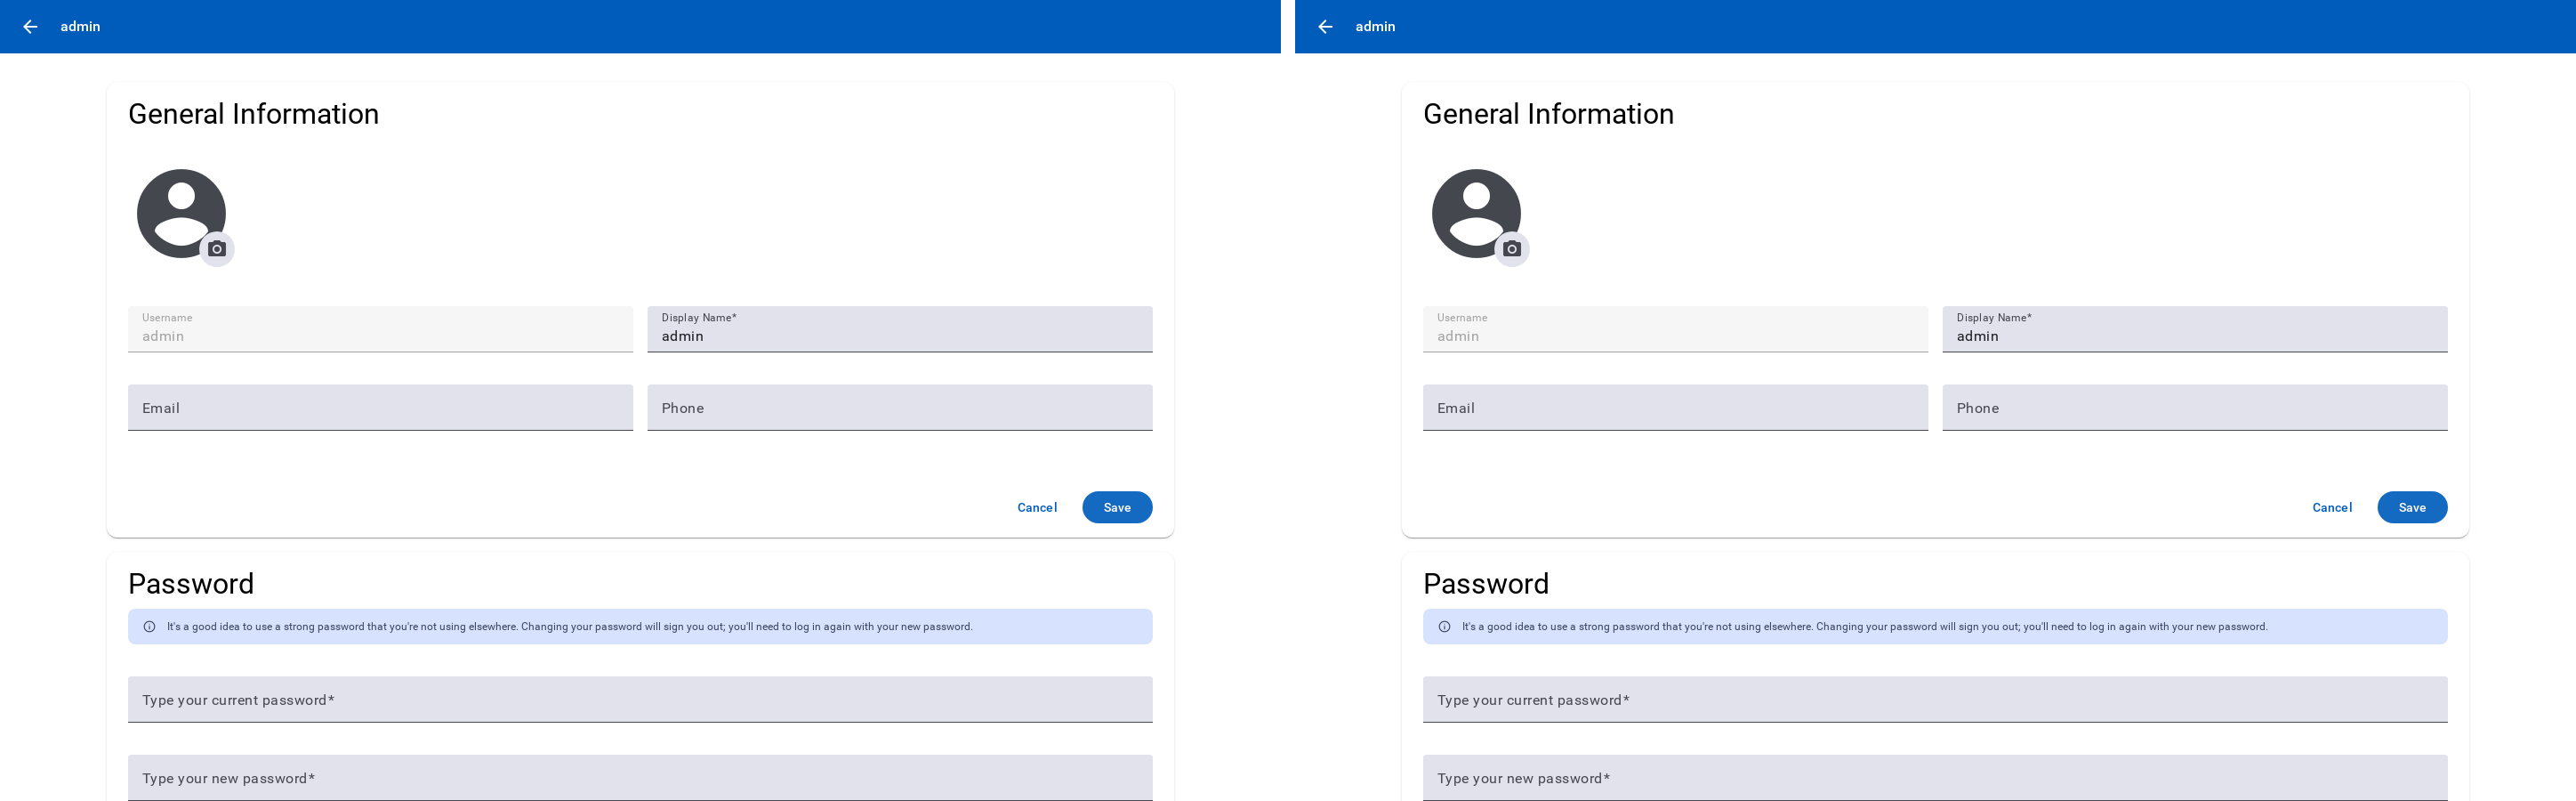 admin
General Information
Username
admin
Display Name*
admin
Email
Phone
Cancel
Save
Password
It's a good idea to use a strong password that you're not using elsewhere. Changing your password will sign you out; you'll need to log in again with your new password.
Type your current password*
Type your new password*
admin
General Information
Username
admin
Display Name*
admin
Email
Phone
Cancel
Save
Password
It's a good idea to use a strong password that you're not using elsewhere. Changing your password will sign you out; you'll need to log in again with your new password.
Type your current password*
Type your new password*